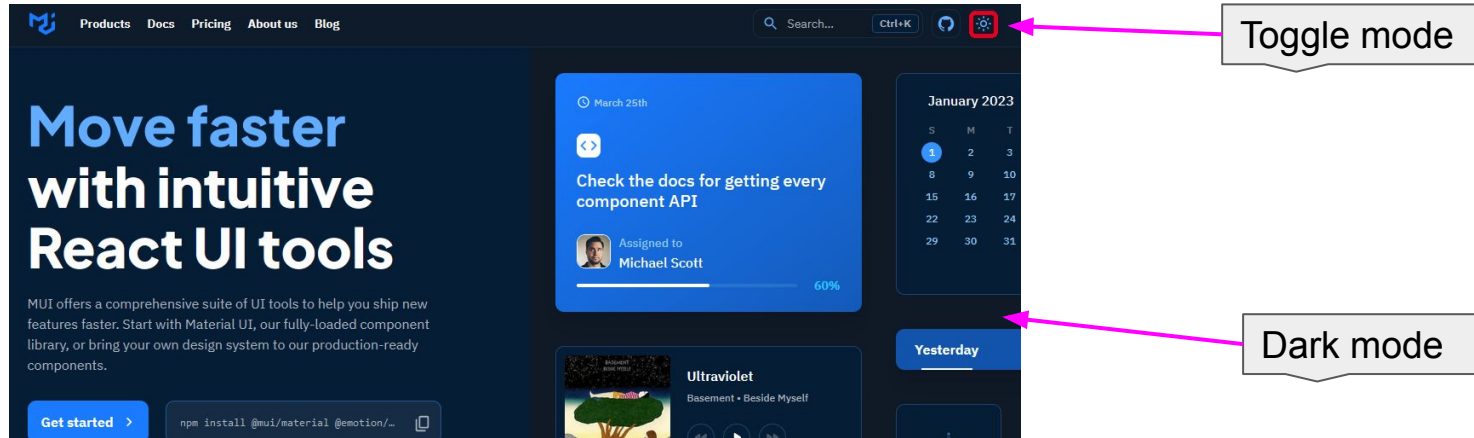 Products Docs Pricing About us Blog
Search... Ctrl+K
Toggle mode
Move faster
with intuitive
React UI tools
MUI offers a comprehensive suite of UI tools to help you ship new
features faster. Start with Material UI, our fully-loaded component
library, or bring your own design system to our production-ready
components.
Get started >
npm install @mui/material @emotion/…
March 25th
Check the docs for getting every
component API
Assigned to
Michael Scott
60%
BASEMENT
BESIDE MYSELF
Ultraviolet
Basement • Beside Myself
January 2023
S M T
1 2 3
8 9 10
15 16 17
22 23 24
29 30 31
Yesterday
Dark mode